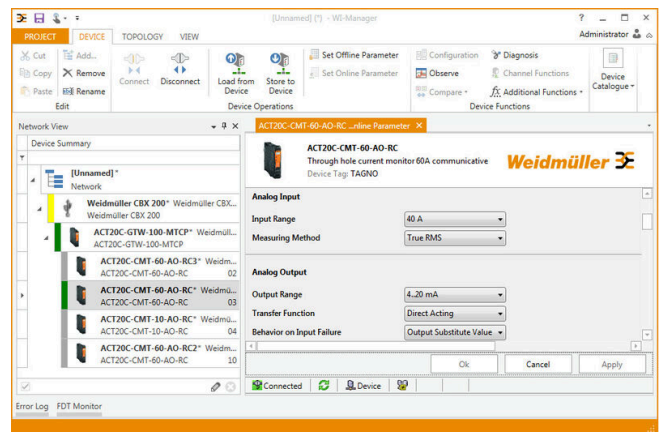 [Unnamed] (*) - WI-Manager
?
PROJECT DEVICE TOPOLOGY VIEW Administrator
Cut Add... Set Offline Parameter Configuration Diagnosis
Copy Remove Connect Disconnect Load from Device Store to Device Set Online Parameter Observe Channel Functions Device Catalogue
Paste Rename Compare fx Additional Functions
Edit Device Operations Device Functions
Network View
Device Summary
[Unnamed]*
Network
Weidmüller CBX 200* Weidmüller CBX...
Weidmüller CBX 200
ACT20C-GTW-100-MTCP* Weidmüll...
ACT20C-GTW-100-MTCP
ACT20C-CMT-60-AO-RC3* Weidm...
ACT20C-CMT-60-AO-RC 02
ACT20C-CMT-60-AO-RC* Weidmü...
ACT20C-CMT-60-AO-RC 03
ACT20C-CMT-10-AO-RC* Weidmü...
ACT20C-CMT-10-AO-RC 04
ACT20C-CMT-60-AO-RC2* Weidm...
ACT20C-CMT-60-AO-RC 10
ACT20C-CMT-60-AO-RC ...nline Parameter
ACT20C-CMT-60-AO-RC
Through hole current monitor 60A communicative
Device Tag: TAGNO
Weidmüller
Analog Input
Input Range 40 A
Measuring Method True RMS
Analog Output
Output Range 4..20 mA
Transfer Function Direct Acting
Behavior on Input Failure Output Substitute Value
Ok Cancel Apply
Connected Device
Error Log FDT Monitor